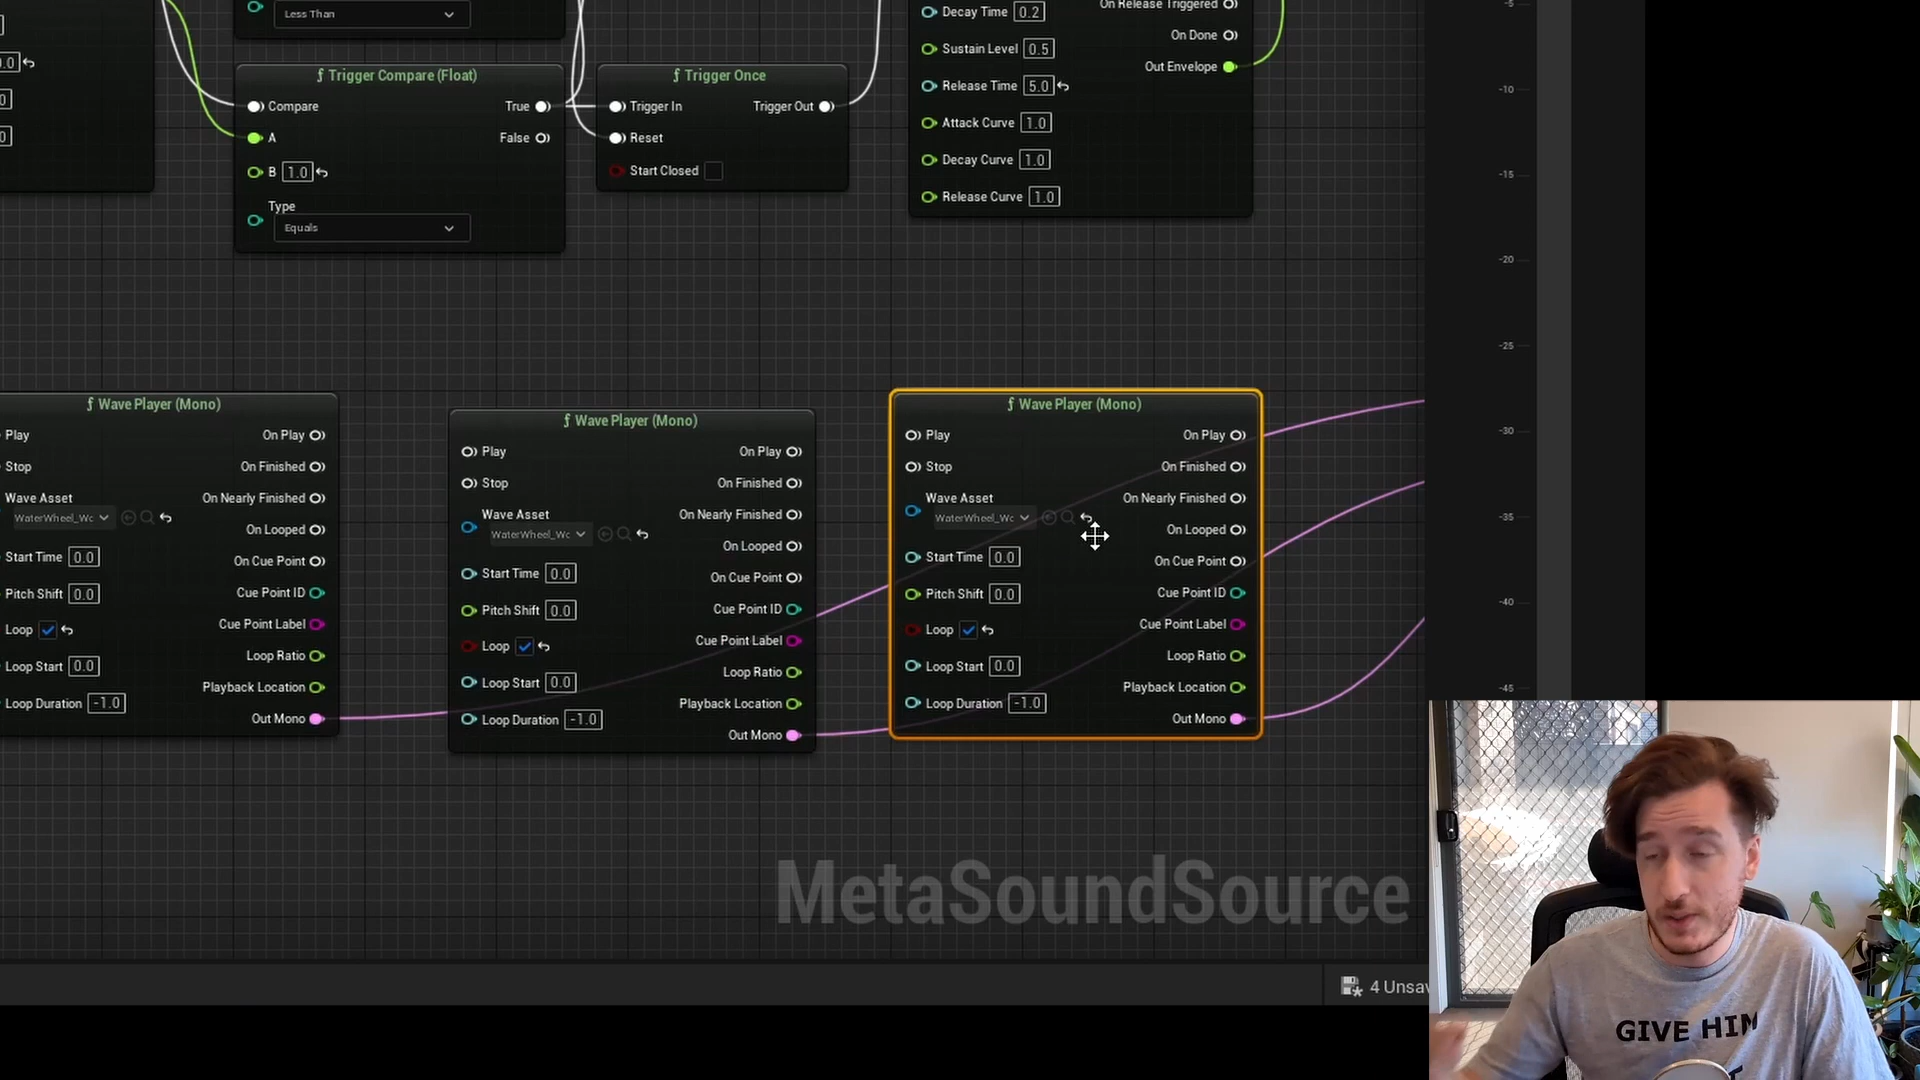 Less Than
Trigger Compare (Float)
Compare
True
A
False
B 1.0
Type
Equals
Trigger Once
Trigger In
Trigger Out
Reset
Start Closed
Decay Time 0.2
On Release Triggered
On Done
Sustain Level 0.5
Out Envelope
Release Time 5.0
Attack Curve 1.0
Decay Curve 1.0
Release Curve 1.0
-5
-10
-15
-20
-25
-30
-35
-40
-45
Wave Player (Mono)
Play
On Play
Stop
On Finished
Wave Asset
On Nearly Finished
WaterWheel_Wc
On Looped
Start Time 0.0
On Cue Point
Pitch Shift 0.0
Cue Point ID
Loop
Cue Point Label
Loop Start 0.0
Loop Ratio
Loop Duration -1.0
Playback Location
Out Mono
Wave Player (Mono)
Play
On Play
Stop
On Finished
Wave Asset
On Nearly Finished
WaterWheel_Wc
On Looped
Start Time 0.0
On Cue Point
Pitch Shift 0.0
Cue Point ID
Loop
Cue Point Label
Loop Start 0.0
Loop Ratio
Loop Duration -1.0
Playback Location
Out Mono
Wave Player (Mono)
Play
On Play
Stop
On Finished
Wave Asset
On Nearly Finished
WaterWheel_Wc
On Looped
Start Time 0.0
On Cue Point
Pitch Shift 0.0
Cue Point ID
Loop
Cue Point Label
Loop Start 0.0
Loop Ratio
Loop Duration -1.0
Playback Location
Out Mono
MetaSoundSource
4 Unsav
GIVE HIM